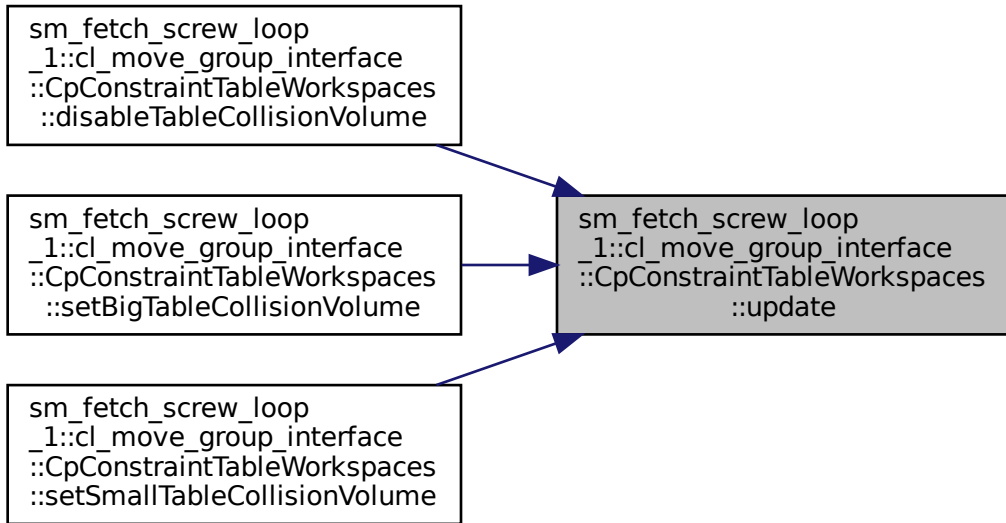 sm_fetch_screw_loop
_1::cl_move_group_interface
::CpConstraintTableWorkspaces
::disableTableCollisionVolume
sm_fetch_screw_loop
_1::cl_move_group_interface
::CpConstraintTableWorkspaces
::setBigTableCollisionVolume
sm_fetch_screw_loop
_1::cl_move_group_interface
::CpConstraintTableWorkspaces
::setSmallTableCollisionVolume
sm_fetch_screw_loop
_1::cl_move_group_interface
::CpConstraintTableWorkspaces
::update